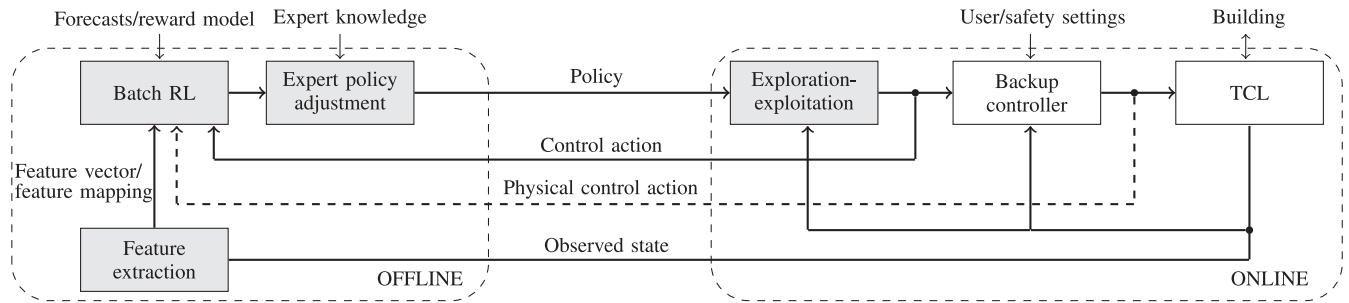 Forecasts/reward model
Expert knowledge
User/safety settings
Building
Batch RL
Expert policy
adjustment
Policy
Exploration-
exploitation
Backup
controller
TCL
Control action
Feature vector/
feature mapping
Physical control action
Feature
extraction
Observed state
OFFLINE
ONLINE